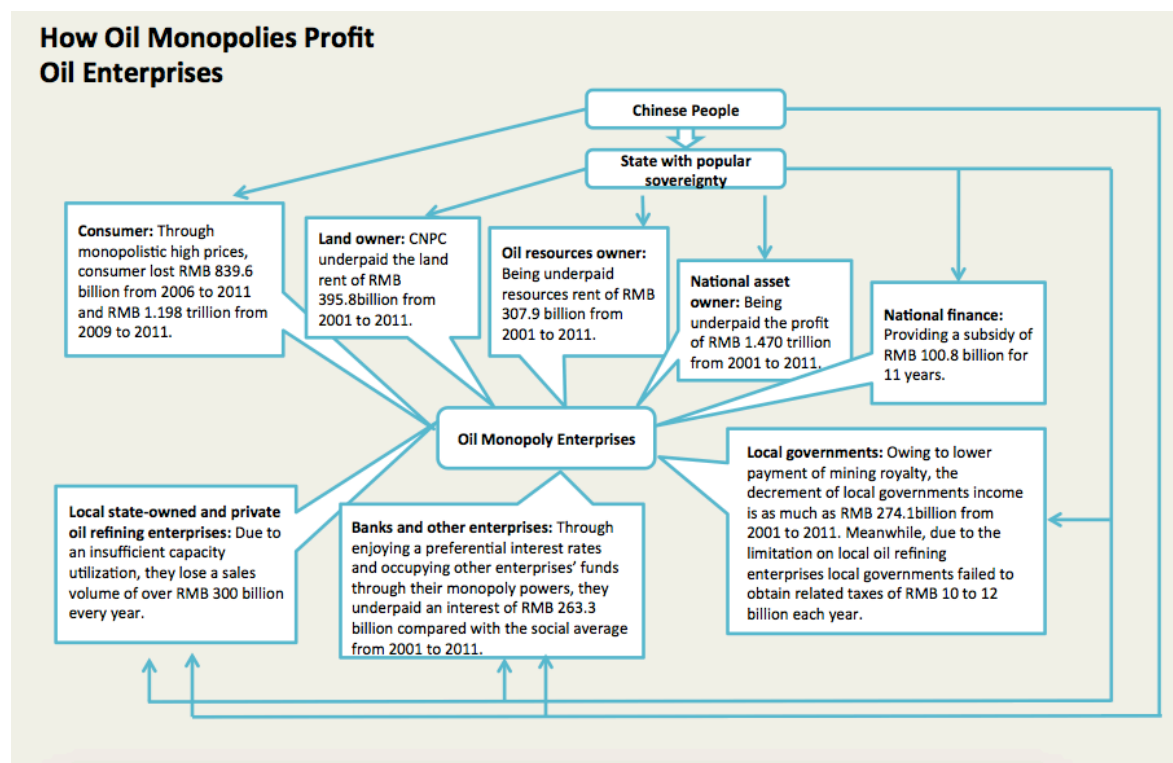 How Oil Monopolies Profit
Oil Enterprises
Chinese People
State with popular
sovereignty
Consumer: Through
monopolistic high prices,
consumer lost RMB 839.6
billion from 2006 to 2011
and RMB 1.198 trillion from
2009 to 2011.
Land owner: CNPC
underpaid the land
rent of RMB
395.8billion from
2001 to 2011.
Oil resources owner:
Being underpaid
resources rent of RMB
307.9 billion from
2001 to 2011.
National asset
owner: Being
underpaid the profit
of RMB 1.470 trillion
from 2001 to 2011.
National finance:
Providing a subsidy of
RMB 100.8 billion for
11 years.
Oil Monopoly Enterprises
Local state-owned and private
oil refining enterprises: Due to
an insufficient capacity
utilization, they lose a sales
volume of over RMB 300 billion
every year.
Banks and other enterprises: Through
enjoying a preferential interest rates
and occupying other enterprises’ funds
through their monopoly powers, they
underpaid an interest of RMB 263.3
billion compared with the social average
from 2001 to 2011.
Local governments: Owing to lower
payment of mining royalty, the
decrement of local governments income
is as much as RMB 274.1billion from
2001 to 2011. Meanwhile, due to the
limitation on local oil refining
enterprises local governments failed to
obtain related taxes of RMB 10 to 12
billion each year.